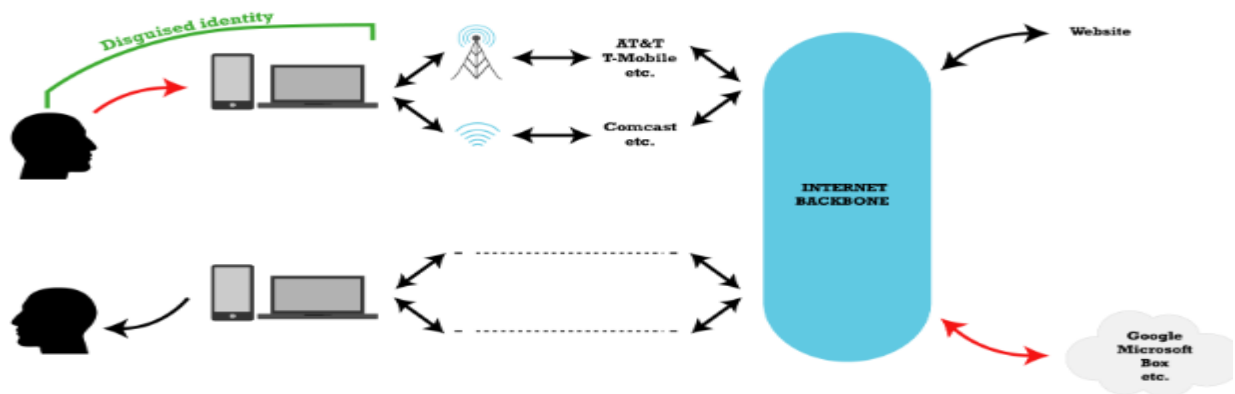 Disguised identity
AT&T
T-Mobile
etc.
Website
Comcast
etc.
INTERNET
BACKBONE
Google
Microsoft
Box
etc.